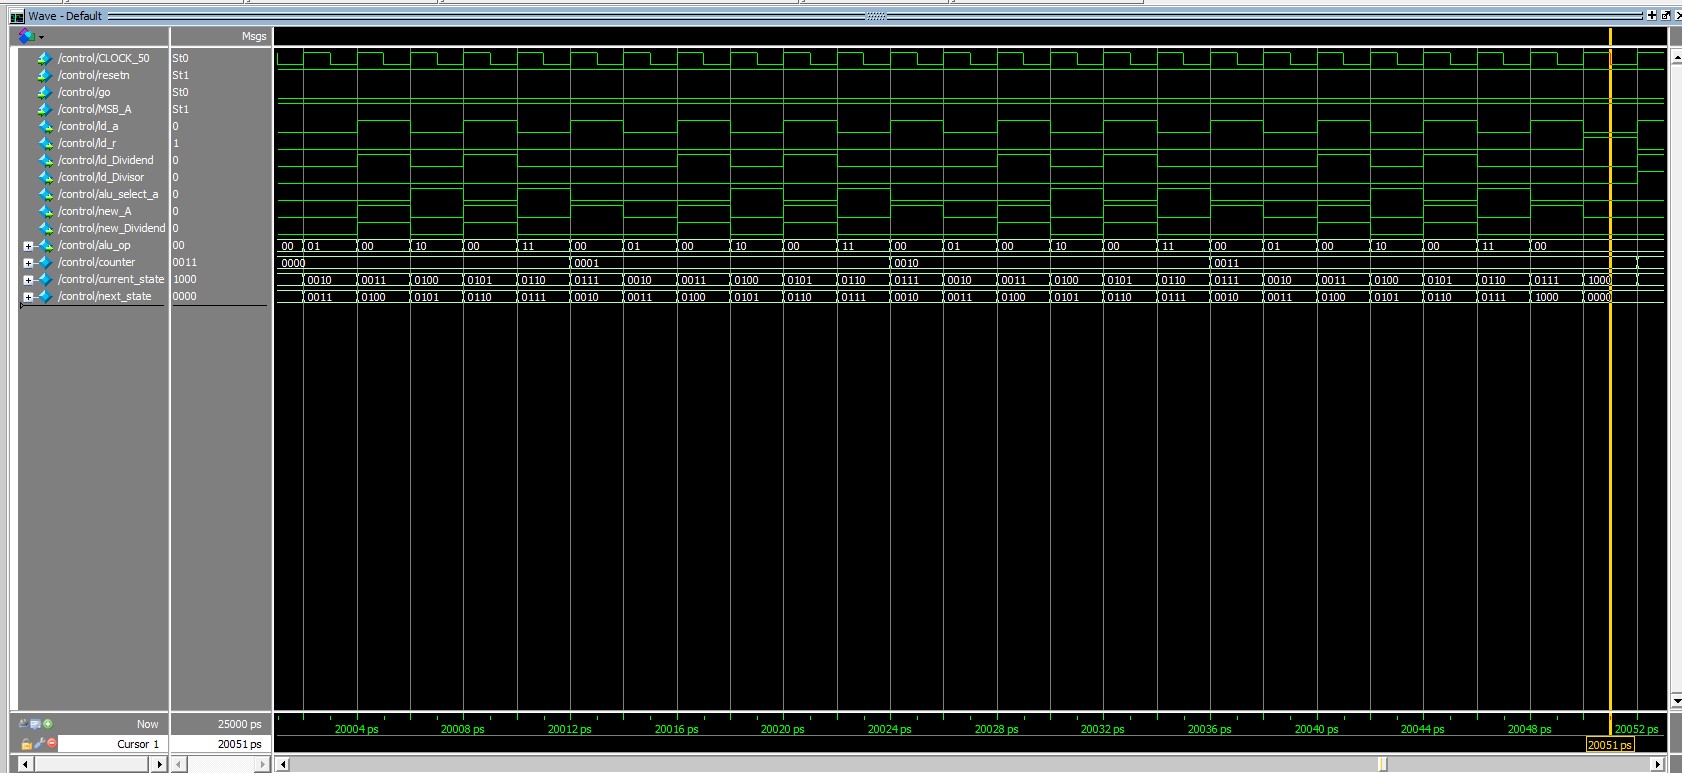 Wave - Default
Msgs
/control/CLOCK_50 St0
/control/resetn St1
/control/go St0
/control/MSB_A St1
/control/ld_a 0
/control/ld_r 1
/control/ld_Dividend 0
/control/ld_Divisor 0
/control/alu_select_a 0
/control/new_A 0
/control/new_Dividend 0
/control/alu_op 00 00 01 00 10 00 11 00 01 00 10 00 11 00 01 00 10 00 11 00 01 00 10 00 11 00
/control/counter 0011 0000 0001 0010 0011
/control/current_state 1000 0010 0011 0100 0101 0110 0111 0010 0011 0100 0101 0110 0111 0010 0011 0100 0101 0110 0111 0010 0011 0100 0101 0110 0111 1000
/control/next_state 0000 0011 0100 0101 0110 0111 0010 0011 0100 0101 0110 0111 0010 0011 0100 0101 0110 0111 0010 0011 0100 0101 0110 0111 1000 0000
Now 25000 ps 20004 ps 20008 ps 20012 ps 20016 ps 20020 ps 20024 ps 20028 ps 20032 ps 20036 ps 20040 ps 20044 ps 20048 ps 20052 ps
Cursor 1 20051 ps 20051 ps